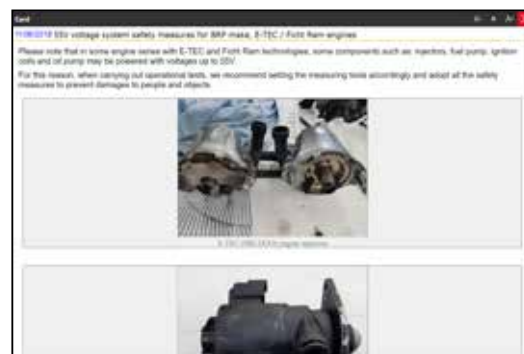 Card
55V voltage system safety measures for BRP make, E-TEC / Ficht Ram engines
Please note that in some engine series with E-TEC and Ficht Ram technologies, some components such as: injectors, fuel pump, ignition
coils and oil pump may be powered with voltages up to 55V.
For this reason, when carrying out operational tests, we recommend setting the measuring tools accordingly and adopt all the safety
measures to prevent damages to people and objects.